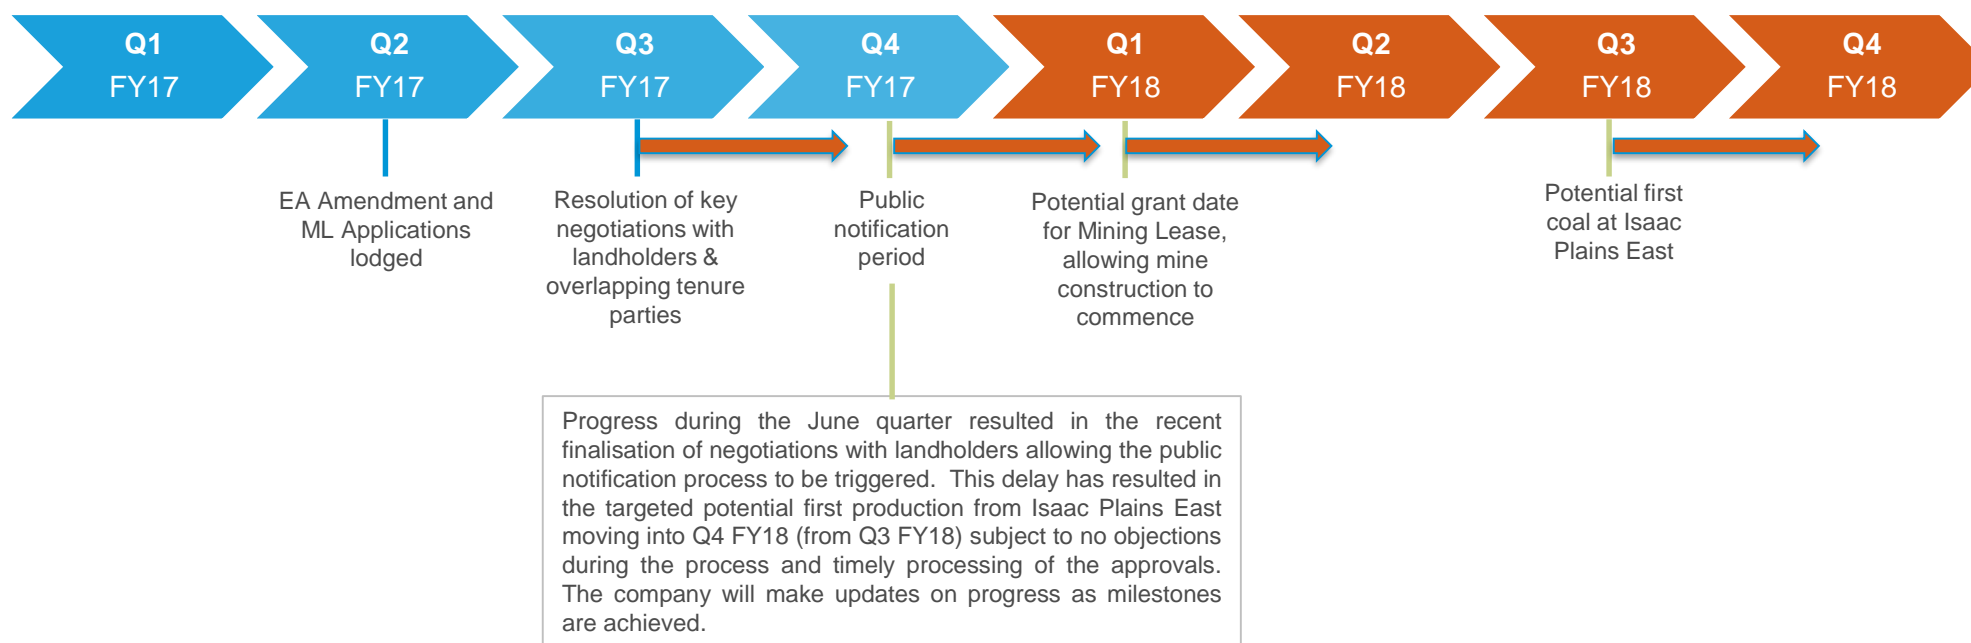 Q1
FY17
Q2
FY17
Q3
FY17
Q4
FY17
Q1
FY18
Q2
FY18
Q3
FY18
Q4
FY18
EA Amendment and
ML Applications
lodged
Resolution of key
negotiations with
landholders &
overlapping tenure
parties
Public
notification
period
Potential grant date
for Mining Lease,
allowing mine
construction to
commence
Potential first
coal at Isaac
Plains East
Progress during the June quarter resulted in the recent
finalisation of negotiations with landholders allowing the public
notification process to be triggered. This delay has resulted in
the targeted potential first production from Isaac Plains East
moving into Q4 FY18 (from Q3 FY18) subject to no objections
during the process and timely processing of the approvals.
The company will make updates on progress as milestones
are achieved.